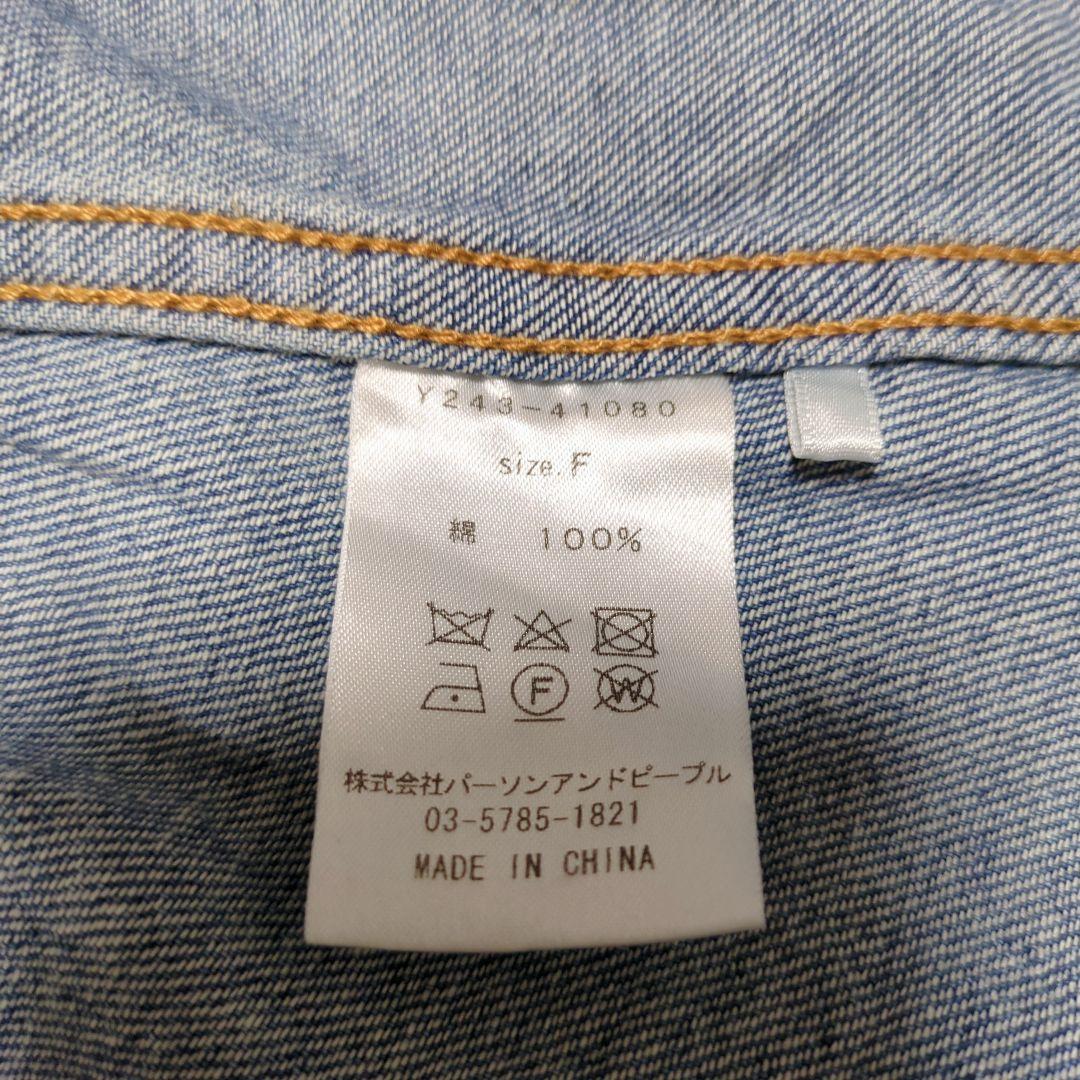 Y243-41080
size.F
綿 100%
F W
株式会社パーソンアンドピープル
03-5785-1821
MADE IN CHINA